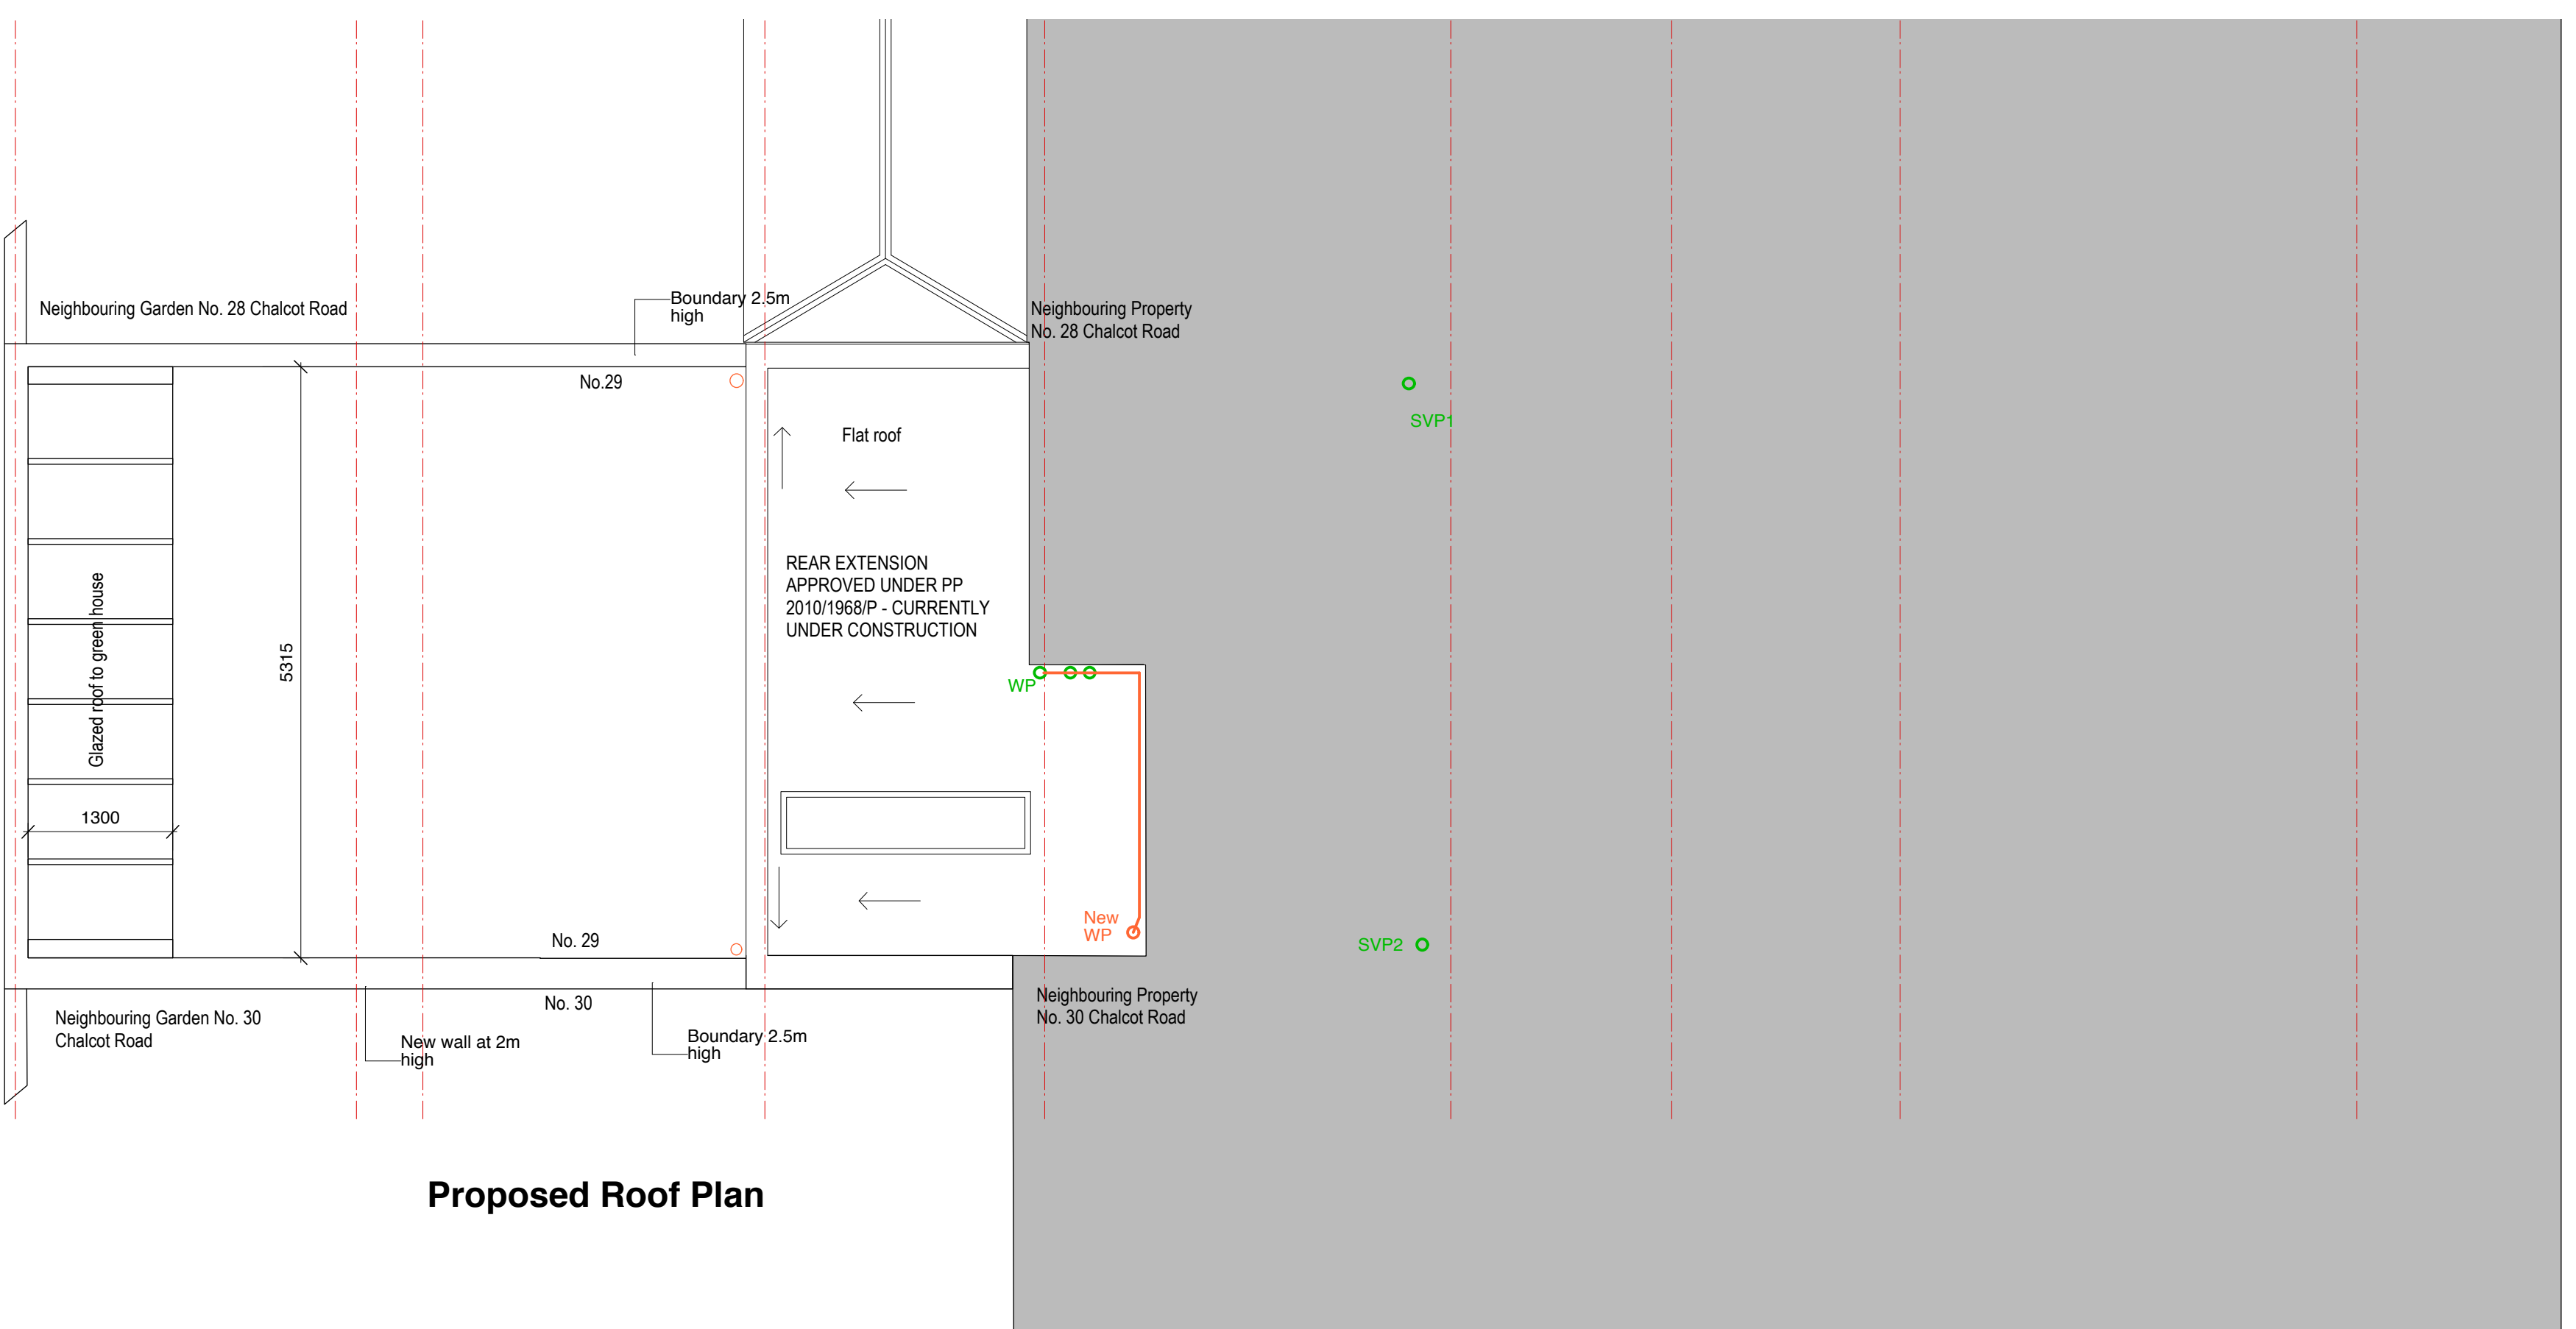 Boundary 2.5m
high
Neighbouring Garden No. 28 Chalcot Road
Neighbouring Property
No. 28 Chalcot Road
No.29
SVP1
Flat roof
REAR EXTENSION
APPROVED UNDER PP
2010/1968/P - CURRENTLY
UNDER CONSTRUCTION
Glazed roof to green house
5315
WP
1300
New
WP
No. 29
SVP2
No. 30
Neighbouring Property
No. 30 Chalcot Road
Neighbouring Garden No. 30
Chalcot Road
New wall at 2m
high
Boundary 2.5m
high
Proposed Roof Plan